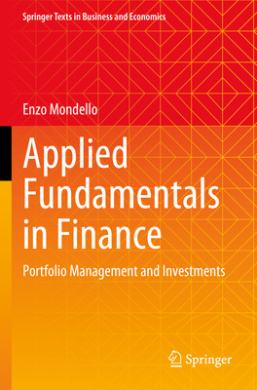 Springer Texts in Business and Economics
Enzo Mondello
Applied
Fundamentals
in Finance
Portfolio Management and Investments
Springer